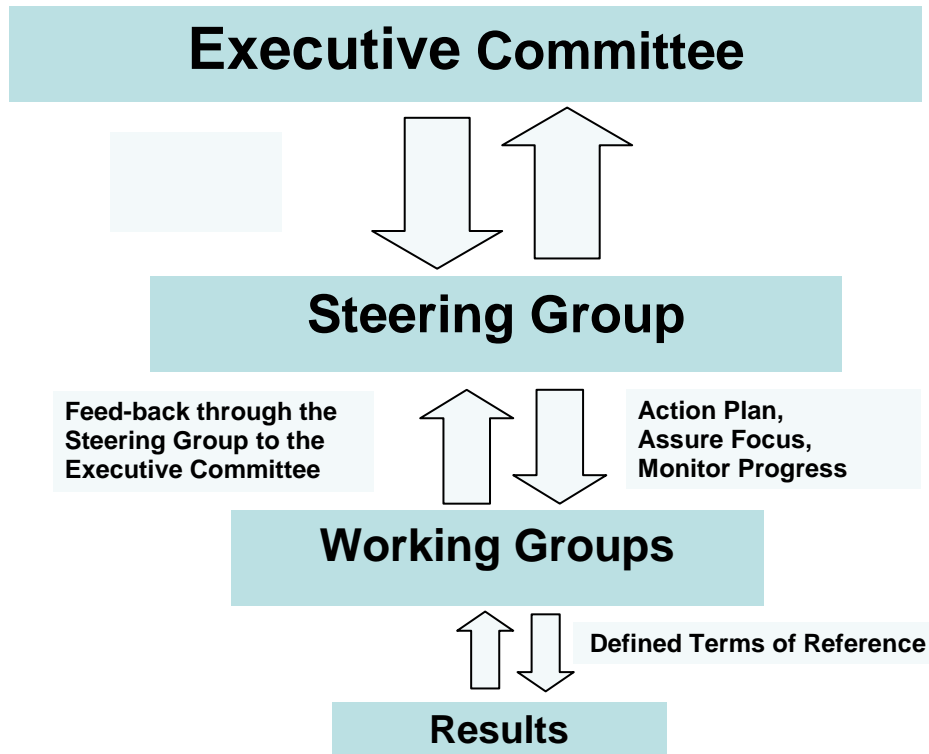 Executive Committee
Steering Group
Feed-back through the
Steering Group to the
Executive Committee
Action Plan,
Assure Focus,
Monitor Progress
Working Groups
Defined Terms of Reference
Results